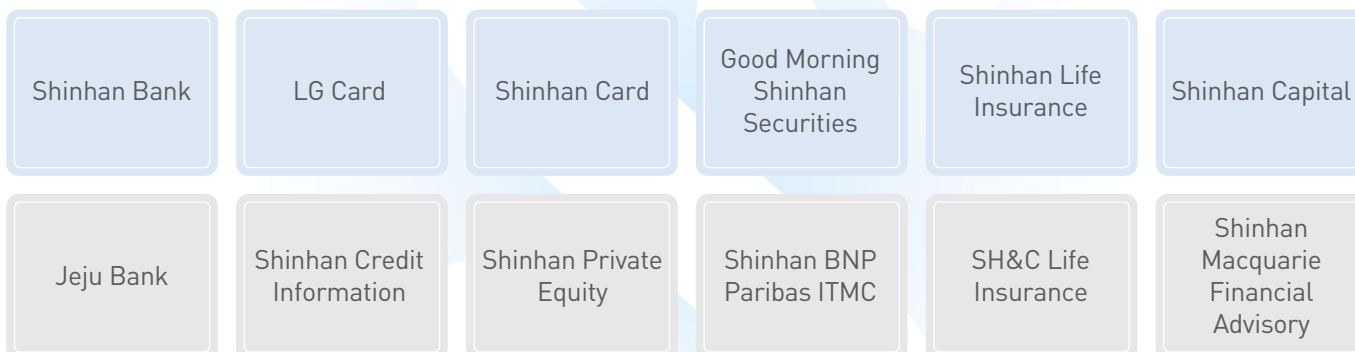 Shinhan Bank
LG Card
Shinhan Card
Good Morning
Shinhan
Securities
Shinhan Life
Insurance
Shinhan Capital
Jeju Bank
Shinhan Credit
Information
Shinhan Private
Equity
Shinhan BNP
Paribas ITMC
SH&C Life
Insurance
Shinhan
Macquarie
Financial
Advisory